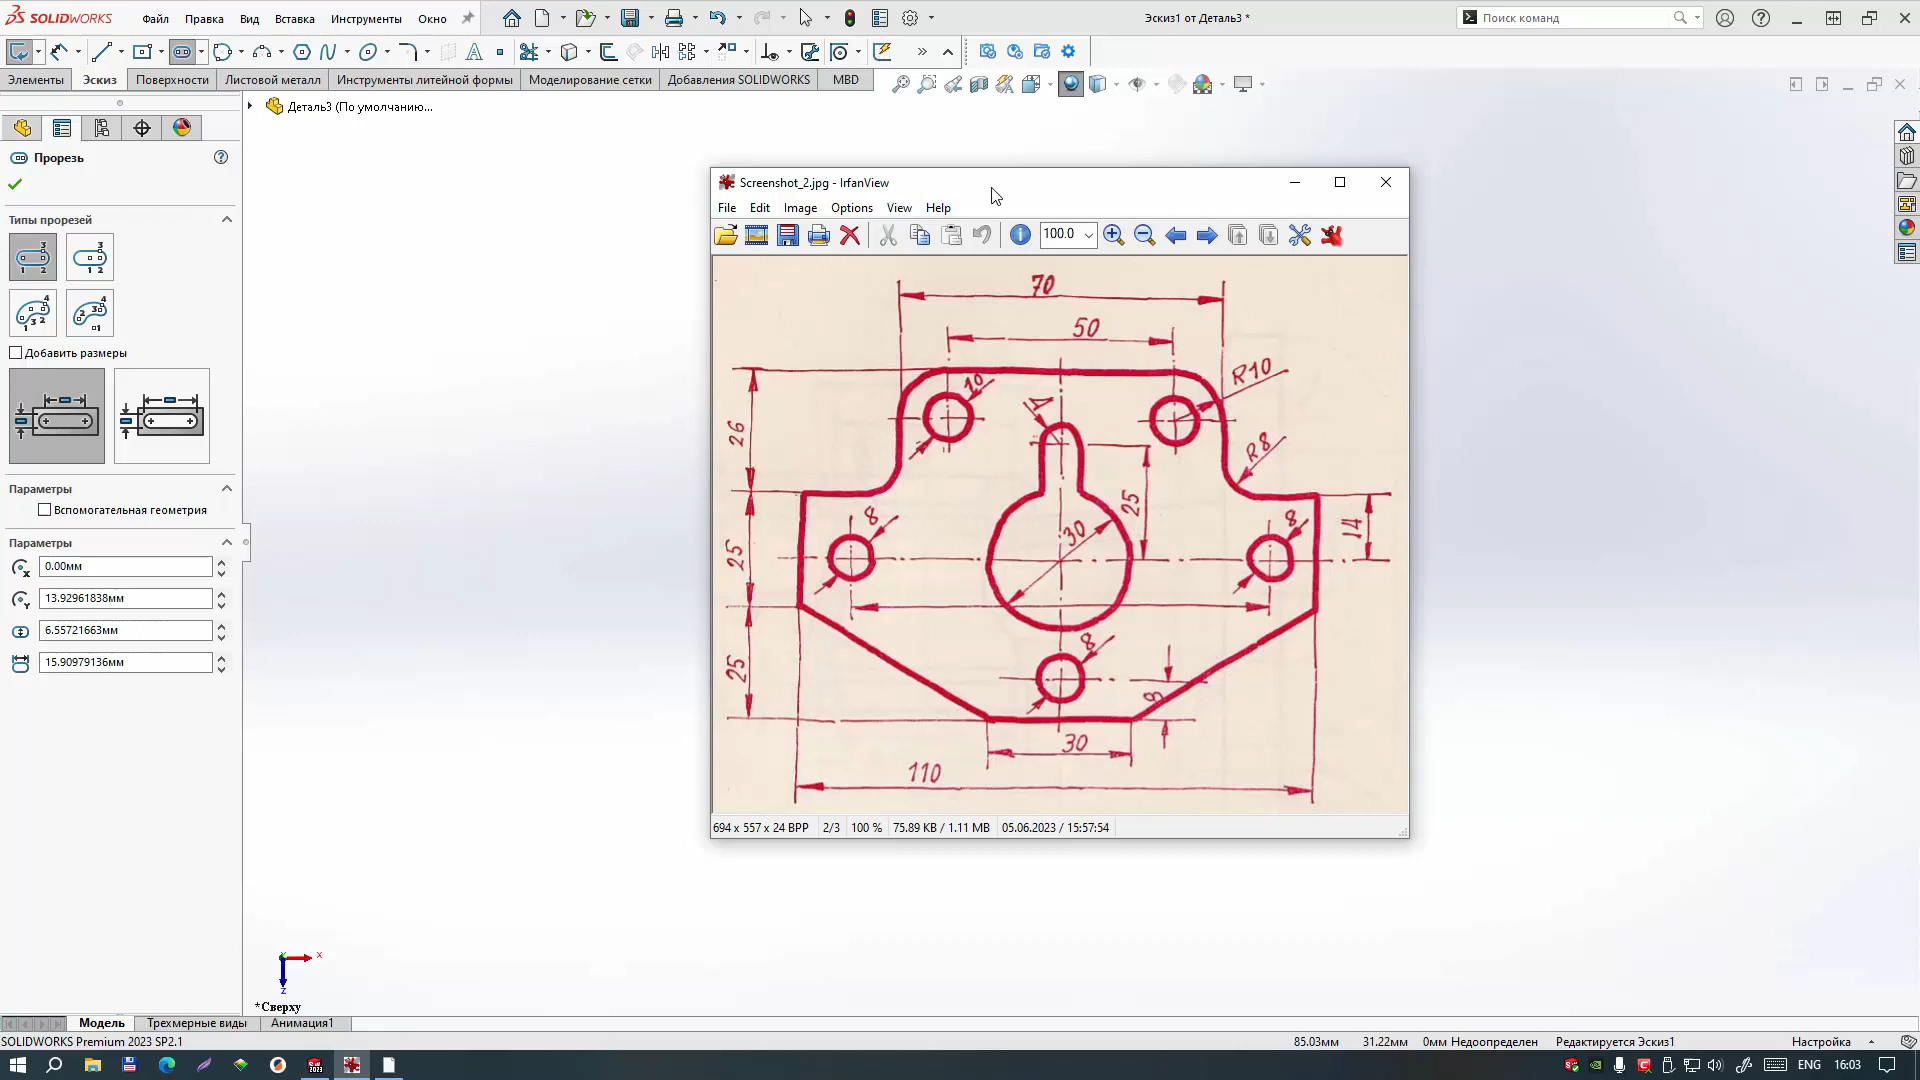 SOLIDWORKS
Файл
Правка
Вид
Вставка
Инструменты
Окно
Эскиз1 от Деталь3 *
Поиск команд
Элементы
Эскиз
Поверхности
Листовой металл
Инструменты литейной формы
Моделирование сетки
Добавления SOLIDWORKS
MBD
Деталь3 (По умолчанию...
Прорезь
Типы прорезей
Добавить размеры
Параметры
Вспомогательная геометрия
Параметры
0.00мм
13.92961838мм
6.55721663мм
15.90979136мм
Screenshot_2.jpg - IrfanView
File Edit Image Options View Help
100.0
70
50
R10
10
26
R8
25
8
30
8
14
25
8
25
8
30
110
694 x 557 x 24 BPP
2/3
100 %
75.89 KB / 1.11 MB
05.06.2023 / 15:57:54
x
z
*Сверху
Модель
Трехмерные виды
Анимация1
SOLIDWORKS Premium 2023 SP2.1
85.03мм
31.22мм
0мм Недоопределен
Редактируется Эскиз1
Настройка
ENG
16:03